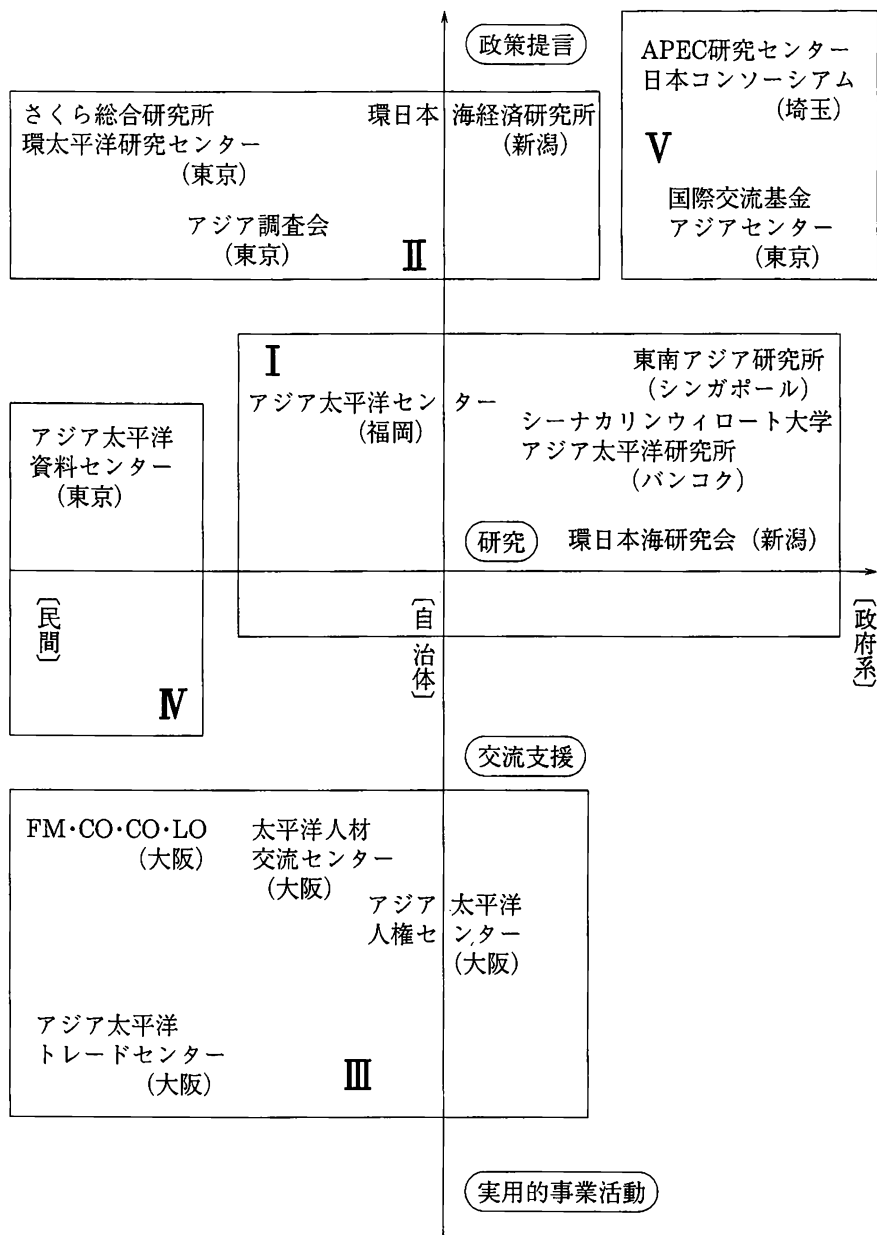 政策提言
APEC研究センター
日本コンソーシアム
(埼玉)
V
国際交流基金
アジアセンター
(東京)
さくら総合研究所
環太平洋研究センター
(東京)
環日本海経済研究所
(新潟)
アジア調査会
(東京)
II
I
アジア太平洋センター
(福岡)
東南アジア研究所
(シンガポール)
シーナカリンウィロート大学
アジア太平洋研究所
(バンコク)
研究
環日本海研究会 (新潟)
アジア太平洋
資料センター
(東京)
〔民間〕
〔自治体〕
〔政府系〕
IV
交流支援
FM・CO・CO・LO
(大阪)
太平洋人材
交流センター
(大阪)
アジア太平洋
人権センター
(大阪)
アジア太平洋
トレードセンター
(大阪)
III
実用的事業活動